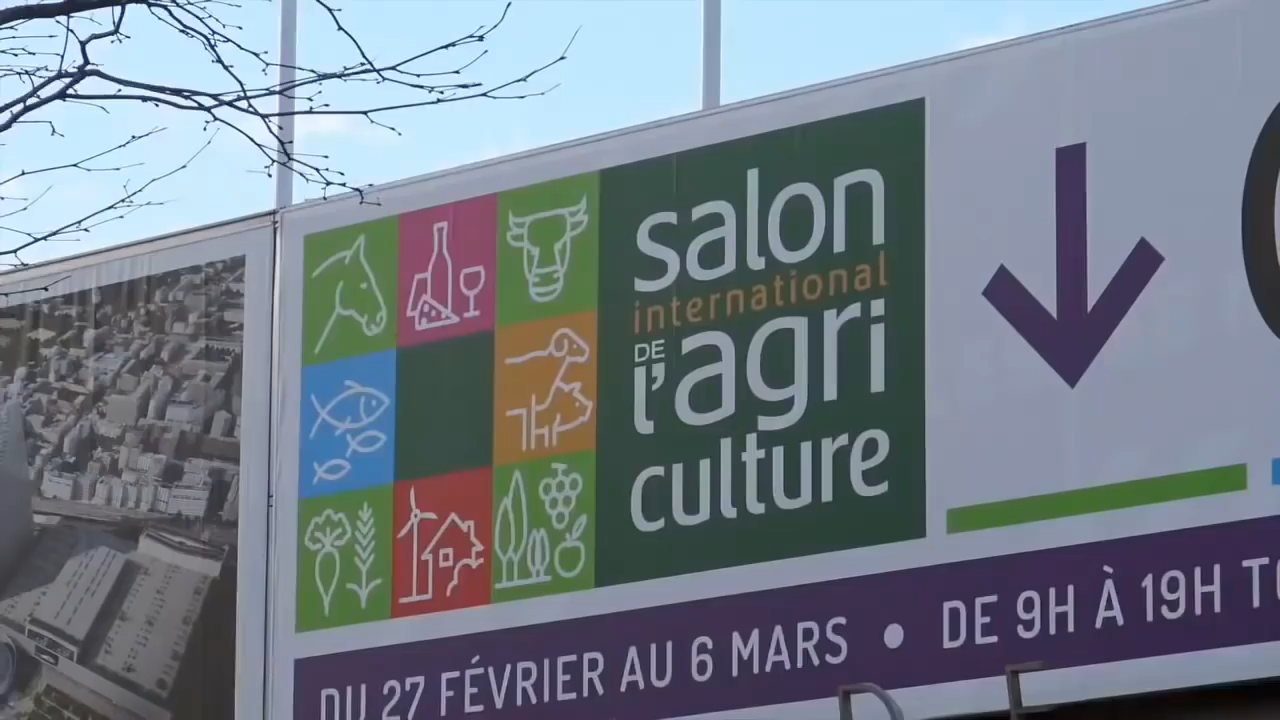 salon
international
DE
l'agri
culture
DU 27 FÉVRIER AU 6 MARS • DE 9H À 19H